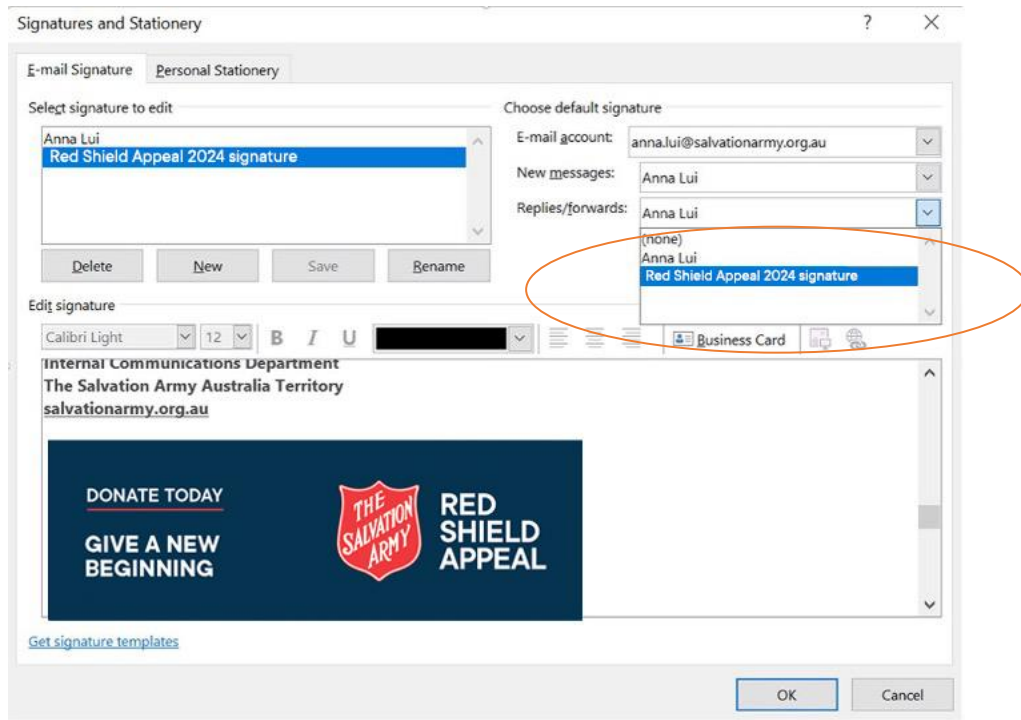 Signatures and Stationery ? ×
E-mail Signature Personal Stationery
Select signature to edit
Anna Lui
Red Shield Appeal 2024 signature
Delete New Save Rename
Choose default signature
E-mail account: anna.lui@salvationarmy.org.au
New messages: Anna Lui
Replies/forwards: Anna Lui
(none)
Anna Lui
Red Shield Appeal 2024 signature
Edit signature
Calibri Light 12 B I U Business Card
Internal Communications Department
The Salvation Army Australia Territory
salvationarmy.org.au
DONATE TODAY
GIVE A NEW
BEGINNING
THE
SALVATION
ARMY
RED
SHIELD
APPEAL
Get signature templates
OK Cancel